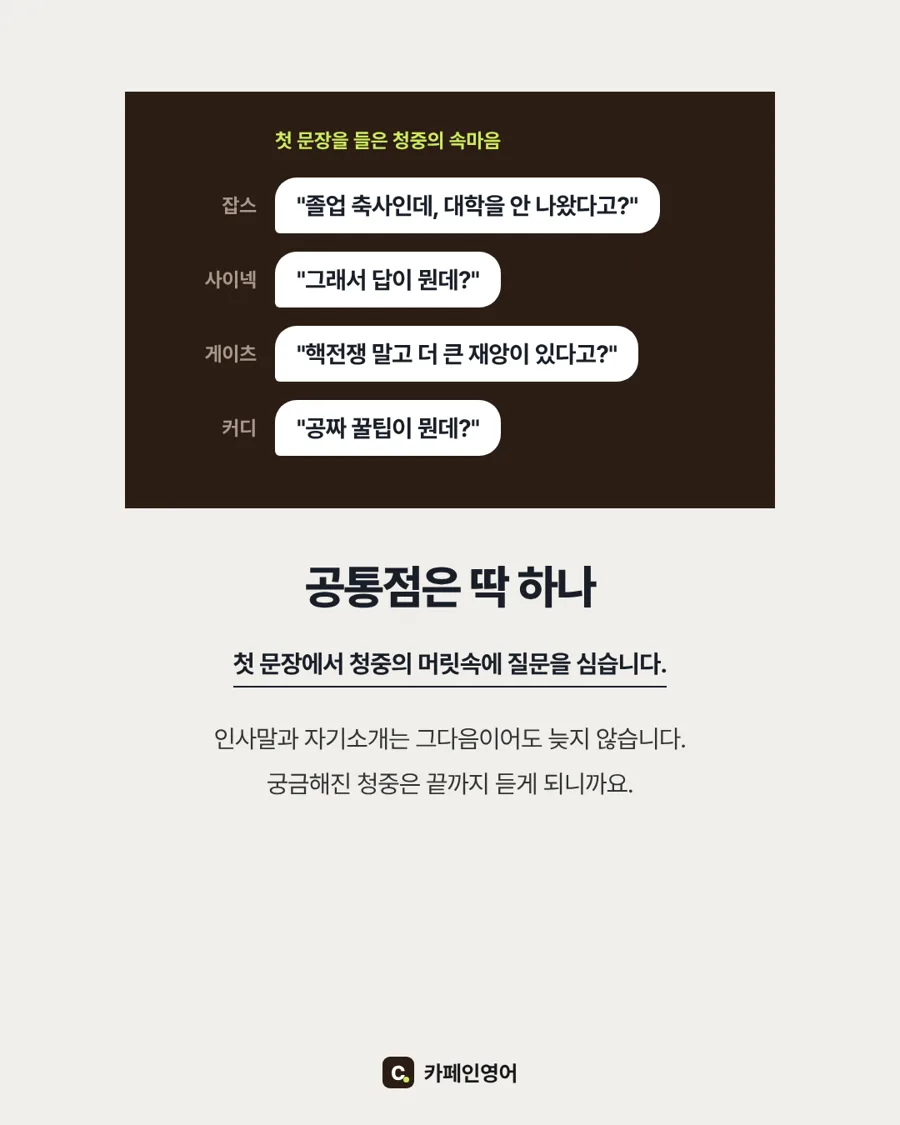 첫 문장을 들은 청중의 속마음
잡스
"졸업 축사인데, 대학을 안 나왔다고?"
사이넥
"그래서 답이 뭔데?"
게이츠
"핵전쟁 말고 더 큰 재앙이 있다고?"
커디
"공짜 꿀팁이 뭔데?"
공통점은 딱 하나
첫 문장에서 청중의 머릿속에 질문을 심습니다.
인사말과 자기소개는 그다음이어도 늦지 않습니다.
궁금해진 청중은 끝까지 듣게 되니까요.
C. 카페인영어